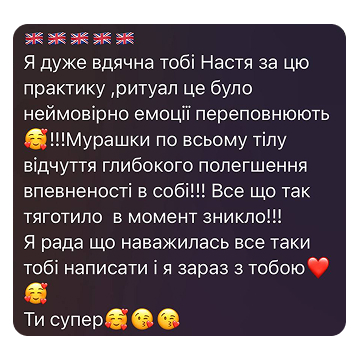 🇬🇧🇬🇧🇬🇧🇬🇧🇬🇧
Я дуже вдячна тобі Настя за цю
практику ,ритуал це було
неймовірно емоції переповнюють
🥰!!!Мурашки по всьому тілу
відчуття глибокого полегшення
впевненості в собі!!! Все що так
тяготило  в момент зникло!!!
Я рада що наважилась все таки
тобі написати і я зараз з тобою❤️
🥰
Ти супер🥰😘😘